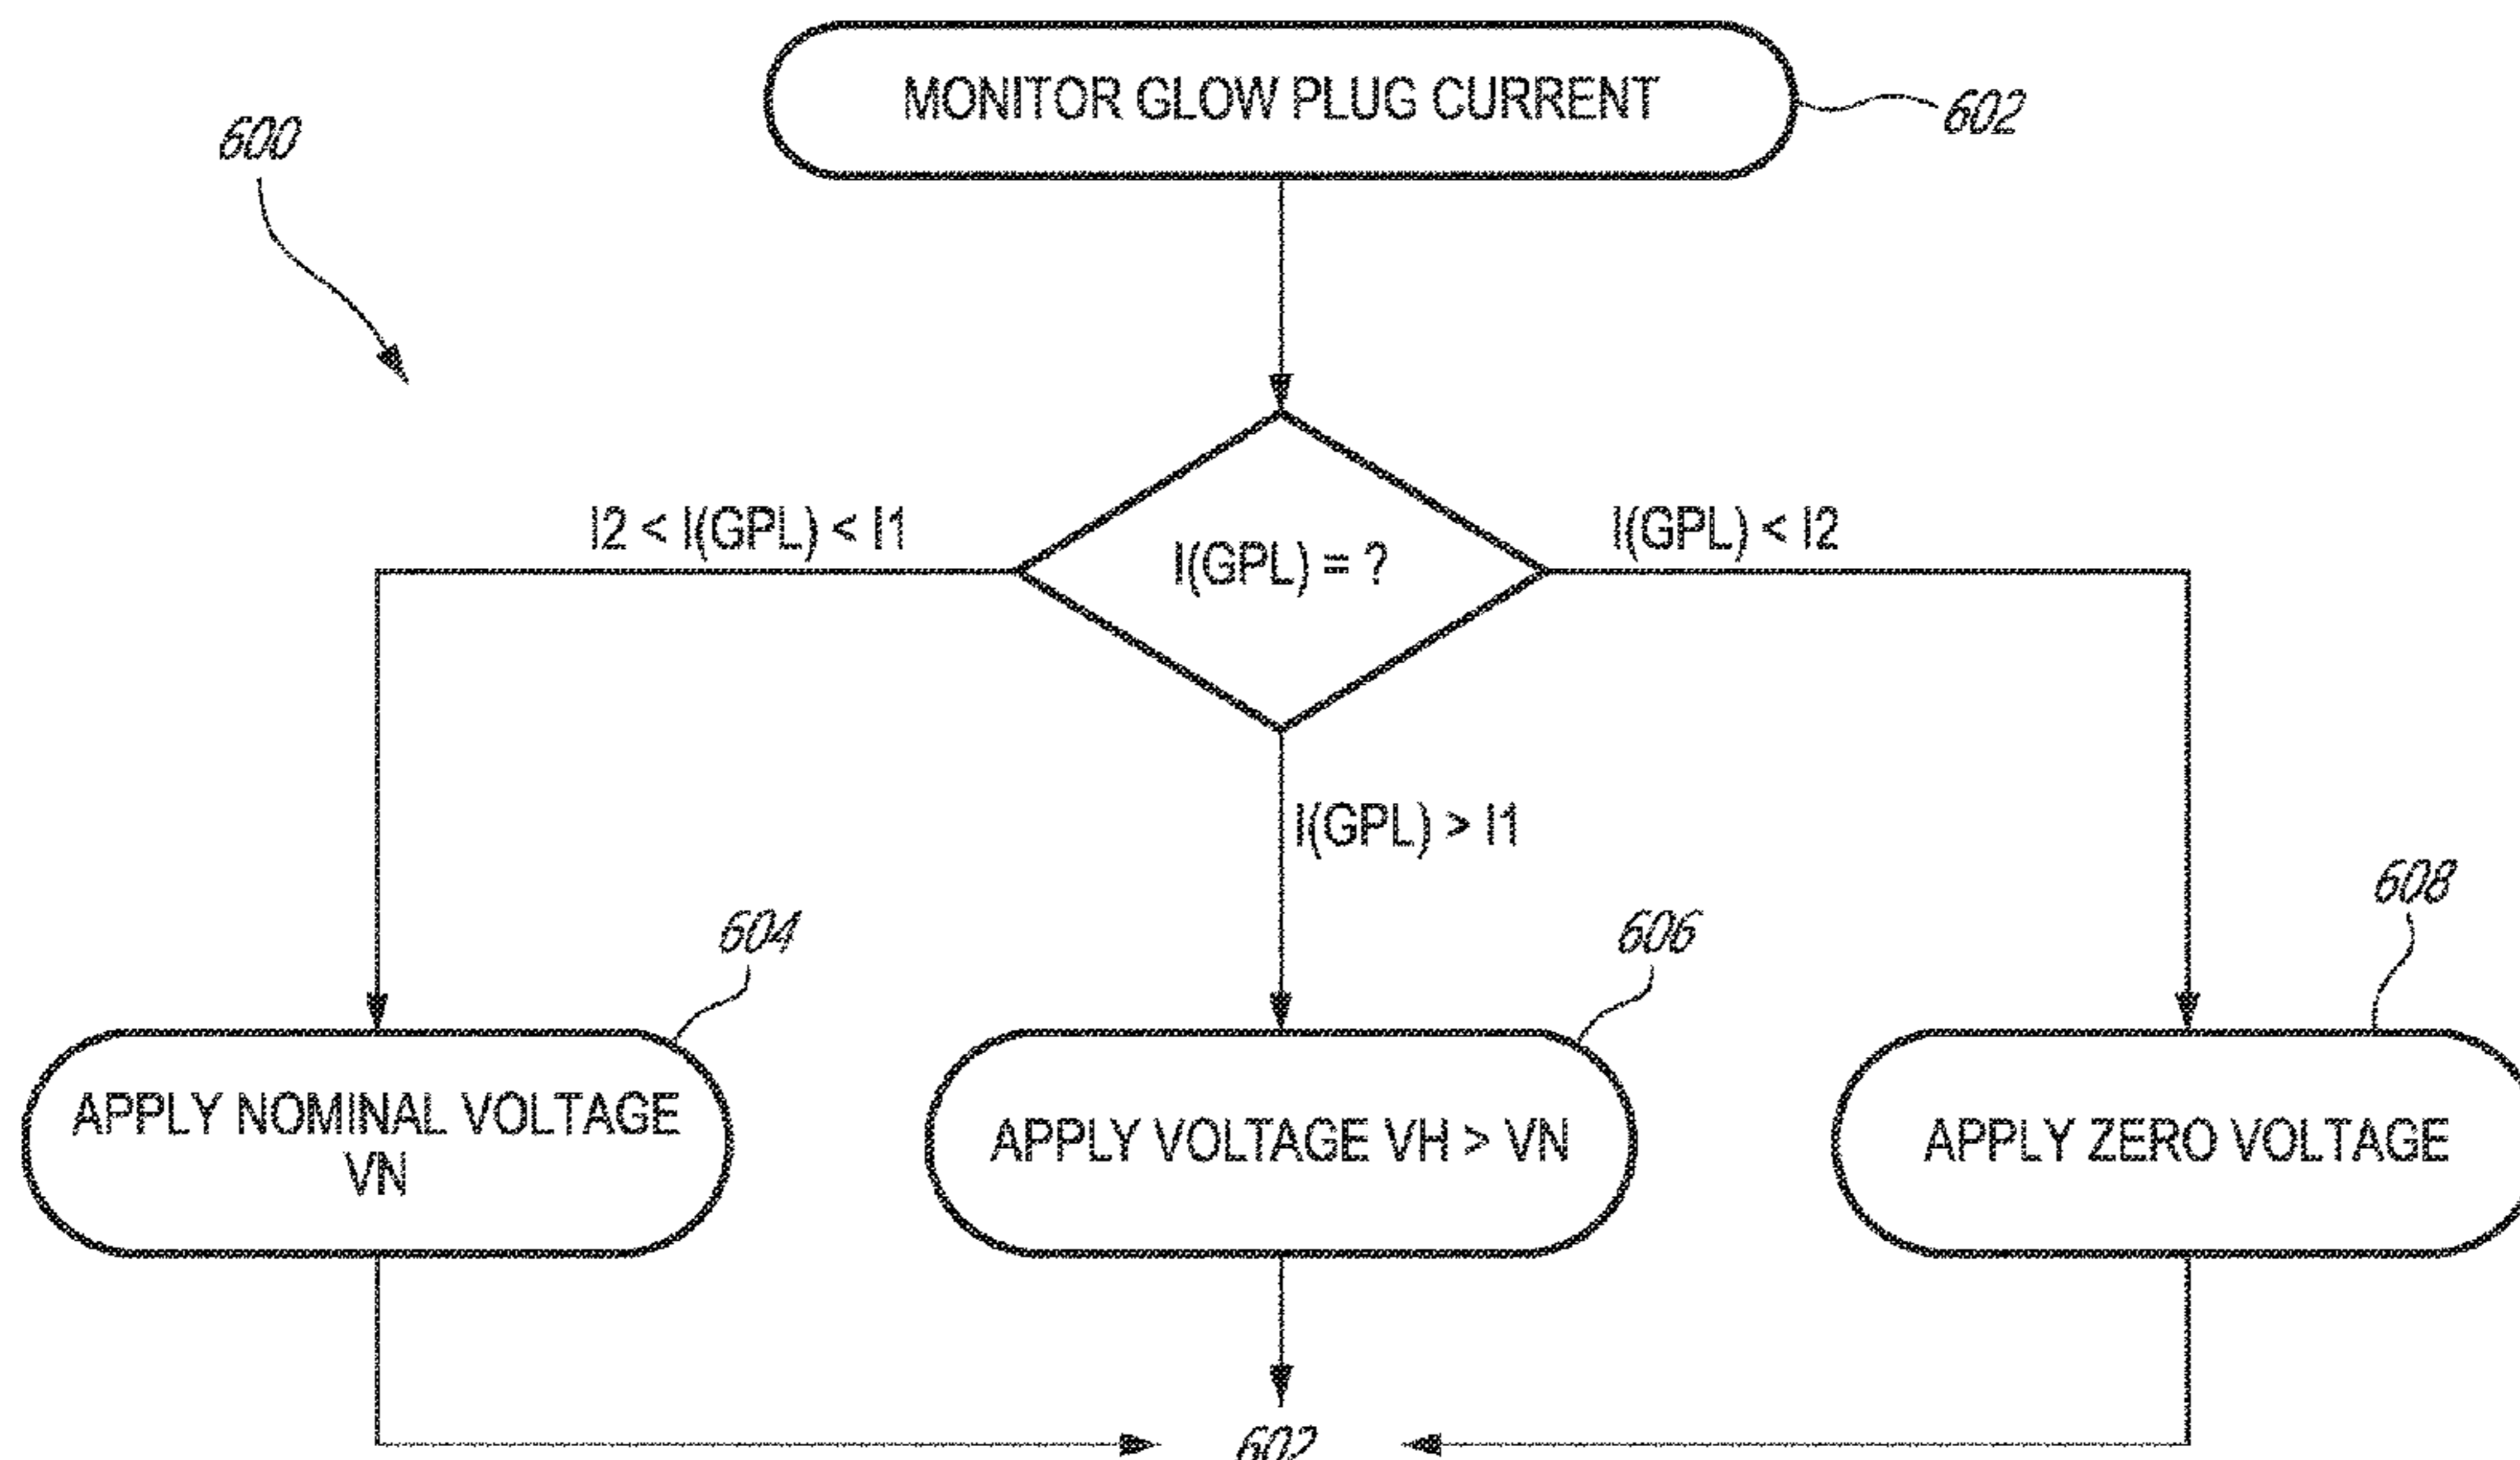 MONITOR GLOW PLUG CURRENT
602
600
I2 < I(GPL) < I1
I(GPL) = ?
I(GPL) < I2
I(GPL) > I1
604
606
608
APPLY NOMINAL VOLTAGE
VN
APPLY VOLTAGE VH > VN
APPLY ZERO VOLTAGE
602